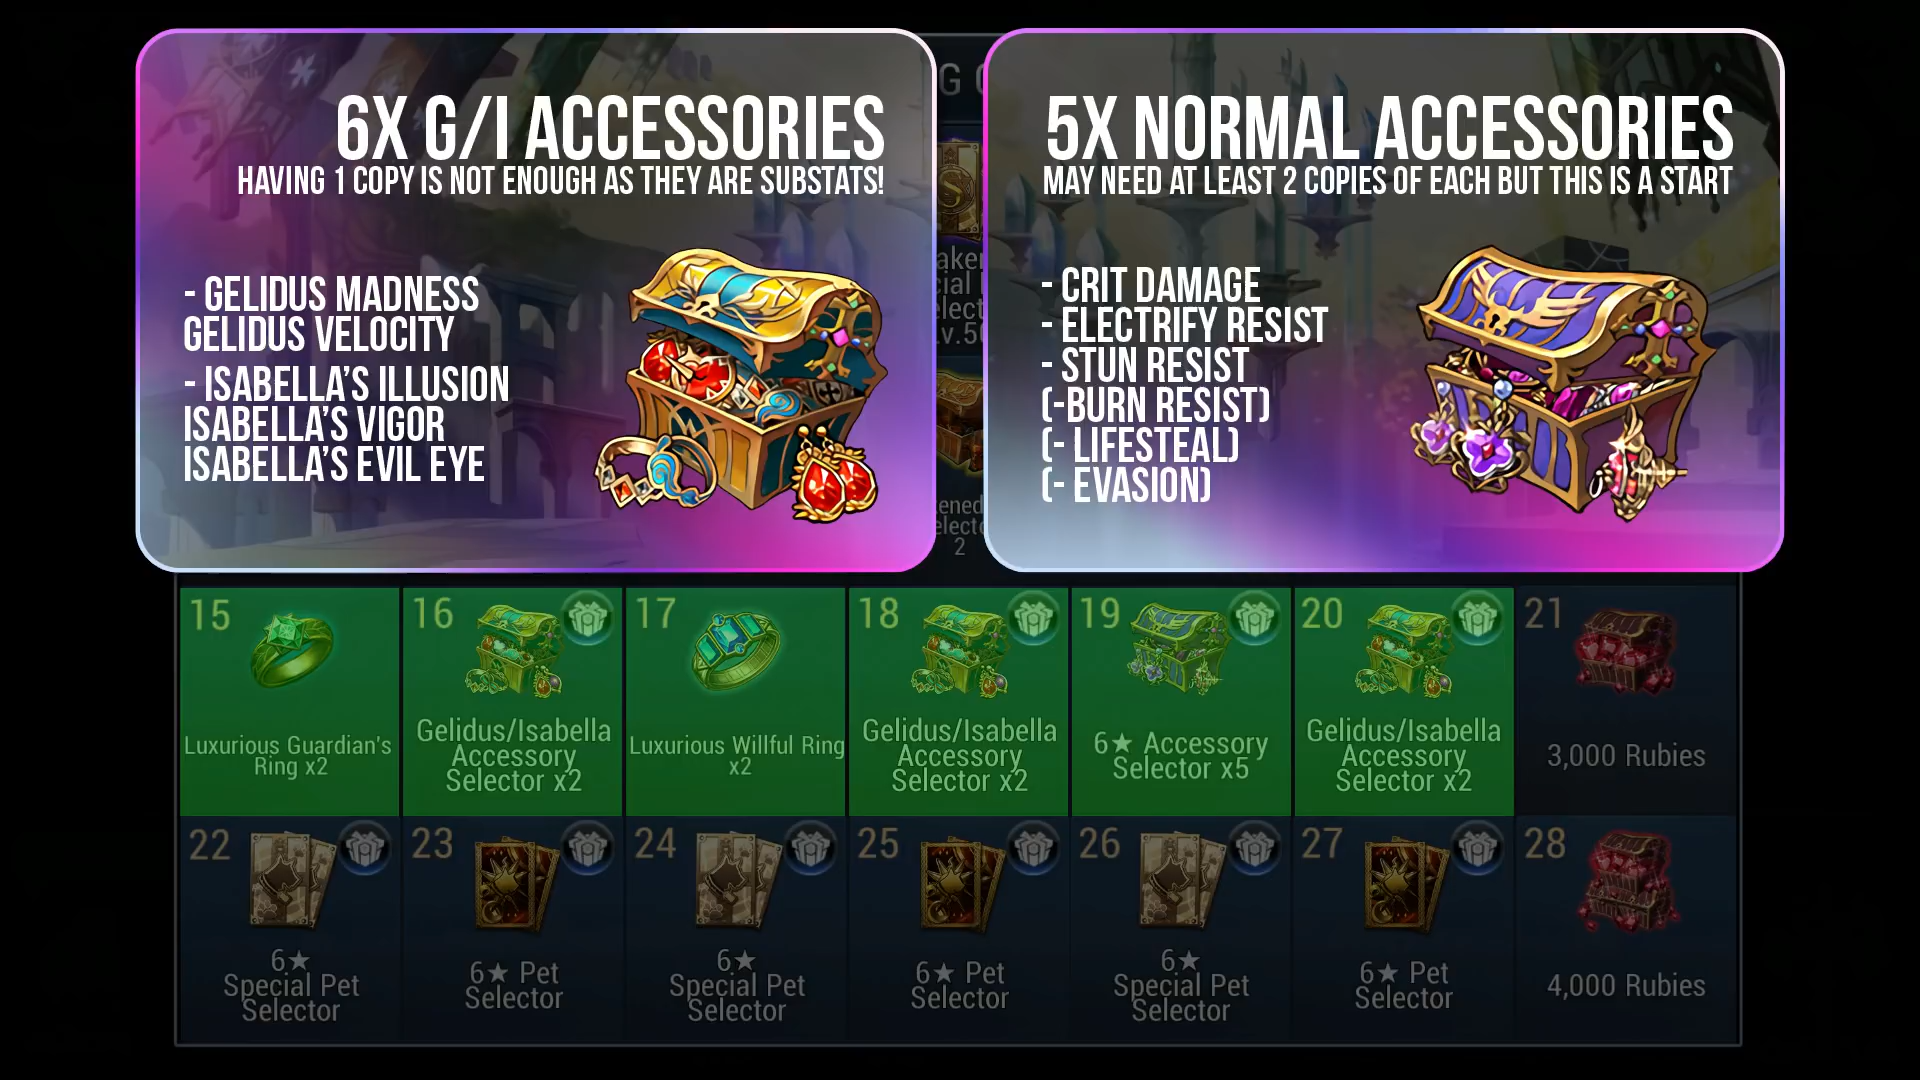 6X G/I ACCESSORIES
HAVING 1 COPY IS NOT ENOUGH AS THEY ARE SUBSTATS!
- GELIDUS MADNESS
GELIDUS VELOCITY
- ISABELLA'S ILLUSION
ISABELLA'S VIGOR
ISABELLA'S EVIL EYE
5X NORMAL ACCESSORIES
MAY NEED AT LEAST 2 COPIES OF EACH BUT THIS IS A START
- CRIT DAMAGE
- ELECTRIFY RESIST
- STUN RESIST
(-BURN RESIST)
(- LIFESTEAL)
(- EVASION)
2
15
Luxurious Guardian's
Ring x2
16
Gelidus/Isabella
Accessory
Selector x2
17
Luxurious Willful Ring
x2
18
Gelidus/Isabella
Accessory
Selector x2
19
6★ Accessory
Selector x5
20
Gelidus/Isabella
Accessory
Selector x2
21
3,000 Rubies
22
6★
Special Pet
Selector
23
6★ Pet
Selector
24
6★
Special Pet
Selector
25
6★ Pet
Selector
26
6★
Special Pet
Selector
27
6★ Pet
Selector
28
4,000 Rubies